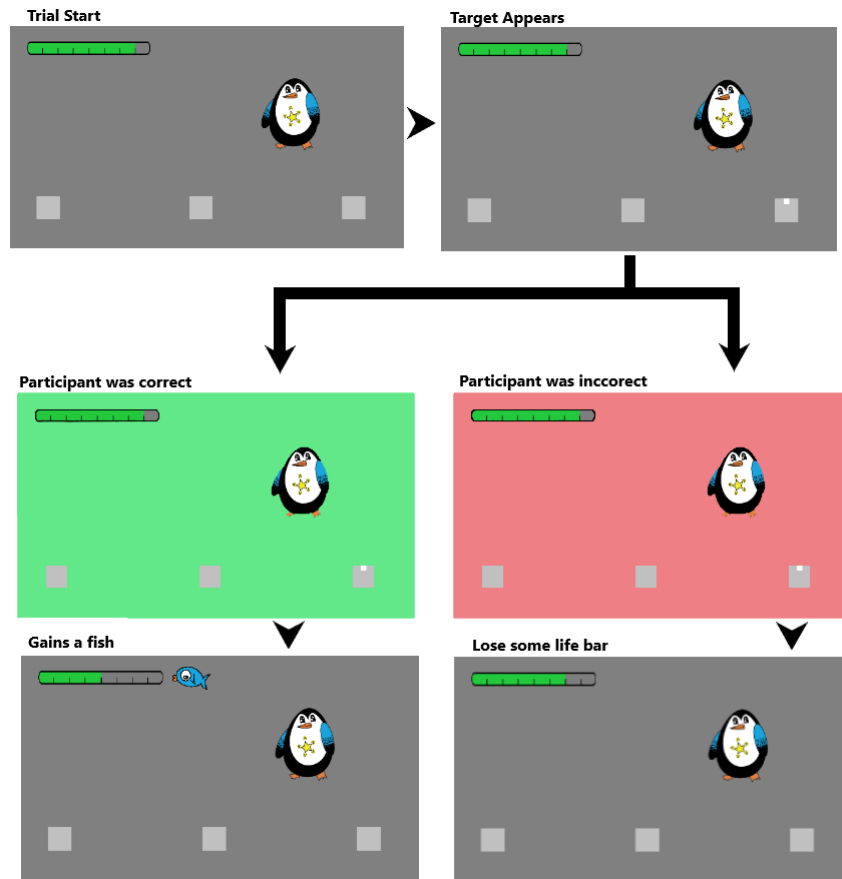 Trial Start
Target Appears
Participant was correct
Participant was inccorect
Gains a fish
Lose some life bar